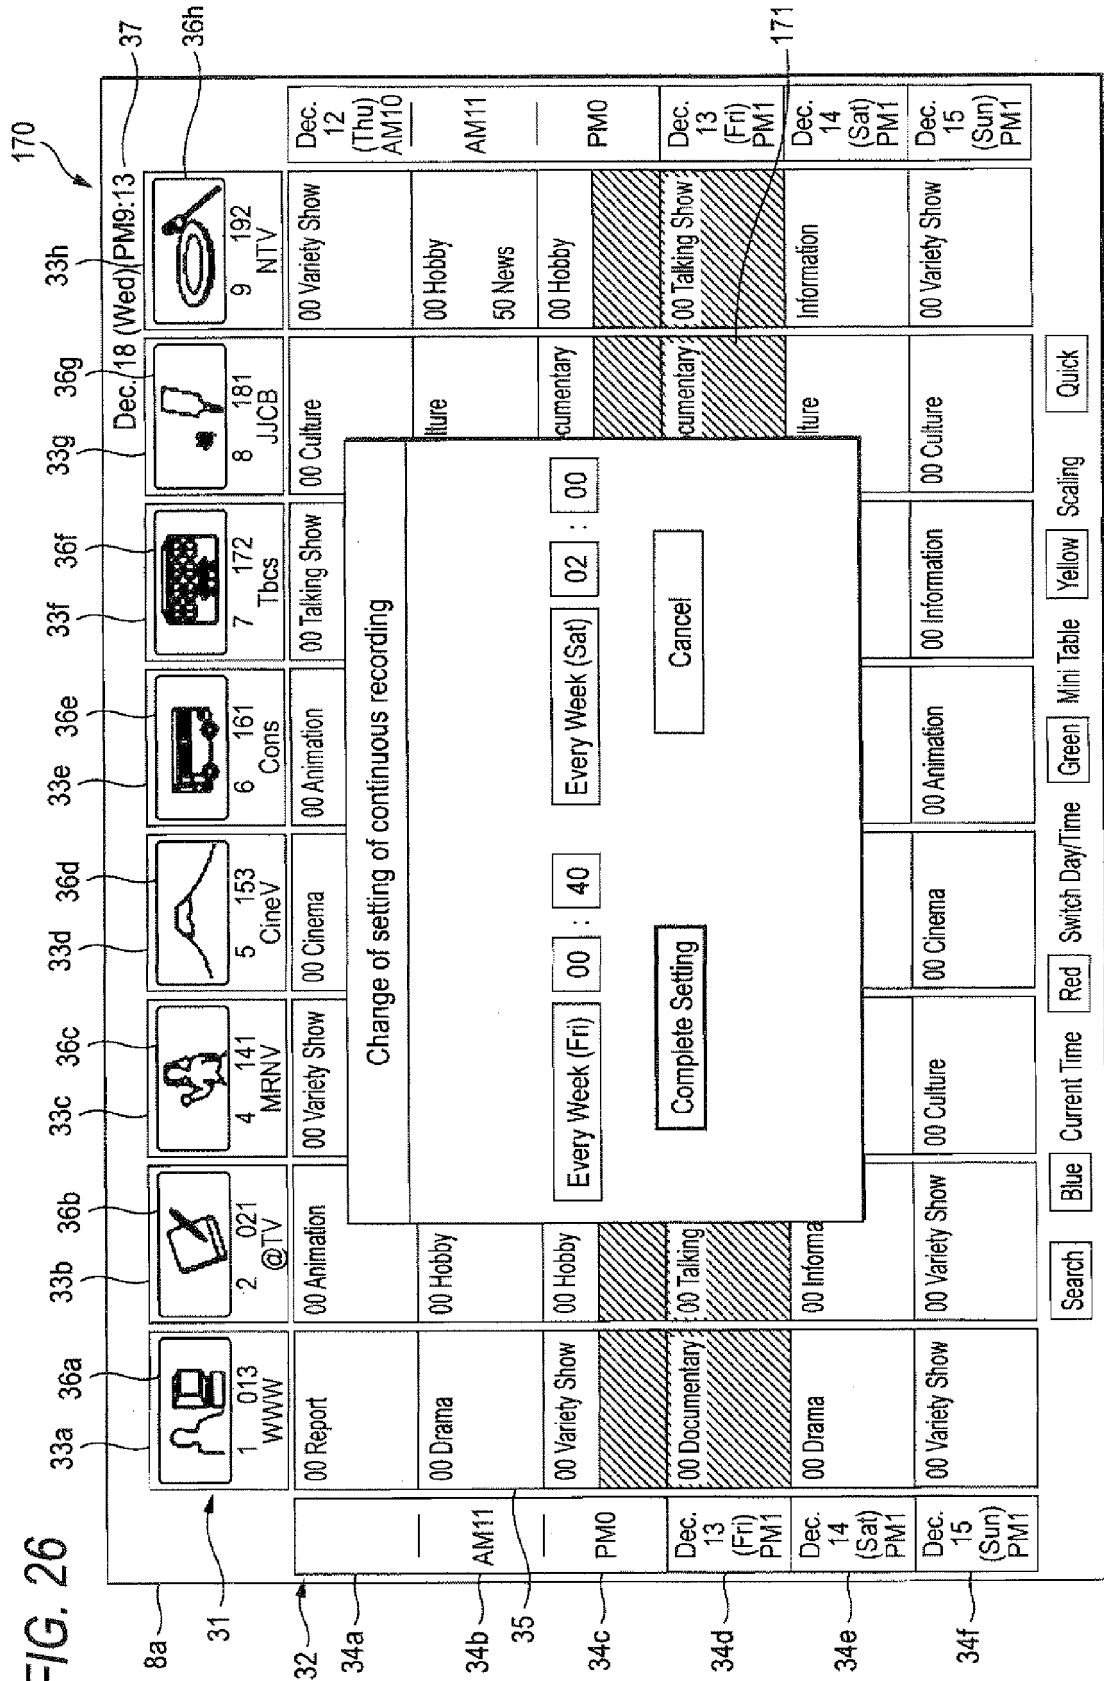 FIG. 26
170
33a 36a 33b 36b 33c 36c 33d 36d 33e 36e 33f 36f 33g 36g 33h
37
36h
8a
31
32
34a
34b
35
34c
34d
34e
34f
171
Dec. 18 (Wed)(PM9:13
1 013
WWW
2 021
@TV
4 141
MRNV
5 153
CineV
6 161
Cons
7 172
Tbcs
8 181
JJCB
9 192
NTV
00 Report
00 Animation
00 Variety Show
00 Cinema
00 Animation
00 Talking Show
00 Culture
00 Variety Show
Dec.
12
(Thu)
AM10
AM11
00 Drama
00 Hobby
lture
00 Hobby
50 News
AM11
PM0
00 Variety Show
00 Hobby
cumentary
00 Hobby
PM0
Dec.
13
(Fri)
PM1
00 Documentary
00 Talking
cumentary
00 Talking Show
Dec.
13
(Fri)
PM1
Dec.
14
(Sat)
PM1
00 Drama
00 Informa
lture
Information
Dec.
14
(Sat)
PM1
Dec.
15
(Sun)
PM1
00 Variety Show
00 Variety Show
00 Culture
00 Cinema
00 Animation
00 Information
00 Culture
00 Variety Show
Dec.
15
(Sun)
PM1
Change of setting of continuous recording
Every Week (Fri) 00 : 40 Every Week (Sat) 02 : 00
Complete Setting Cancel
Search Blue Current Time Red Switch Day/Time Green Mini Table Yellow Scaling Quick